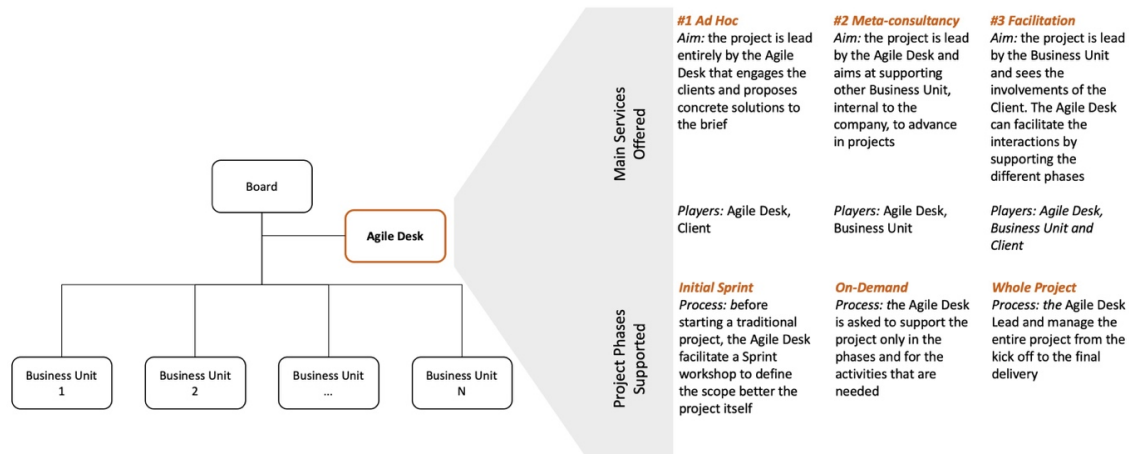 Board
Agile Desk
Business Unit
1
Business Unit
2
Business Unit
...
Business Unit
N
Main Services
Offered
#1 Ad Hoc
Aim: the project is lead
entirely by the Agile
Desk that engages the
clients and proposes
concrete solutions to
the brief
Players: Agile Desk,
Client
#2 Meta-consultancy
Aim: the project is lead
by the Agile Desk and
aims at supporting
other Business Unit,
internal to the
company, to advance
in projects
Players: Agile Desk,
Business Unit
#3 Facilitation
Aim: the project is lead
by the Business Unit
and sees the
involvements of the
Client. The Agile Desk
can facilitate the
interactions by
supporting the
different phases
Players: Agile Desk,
Business Unit and
Client
Project Phases
Supported
Initial Sprint
Process: before
starting a traditional
project, the Agile Desk
facilitate a Sprint
workshop to define
the scope better the
project itself
On-Demand
Process: the Agile Desk
is asked to support the
project only in the
phases and for the
activities that are
needed
Whole Project
Process: the Agile Desk
Lead and manage the
entire project from the
kick off to the final
delivery